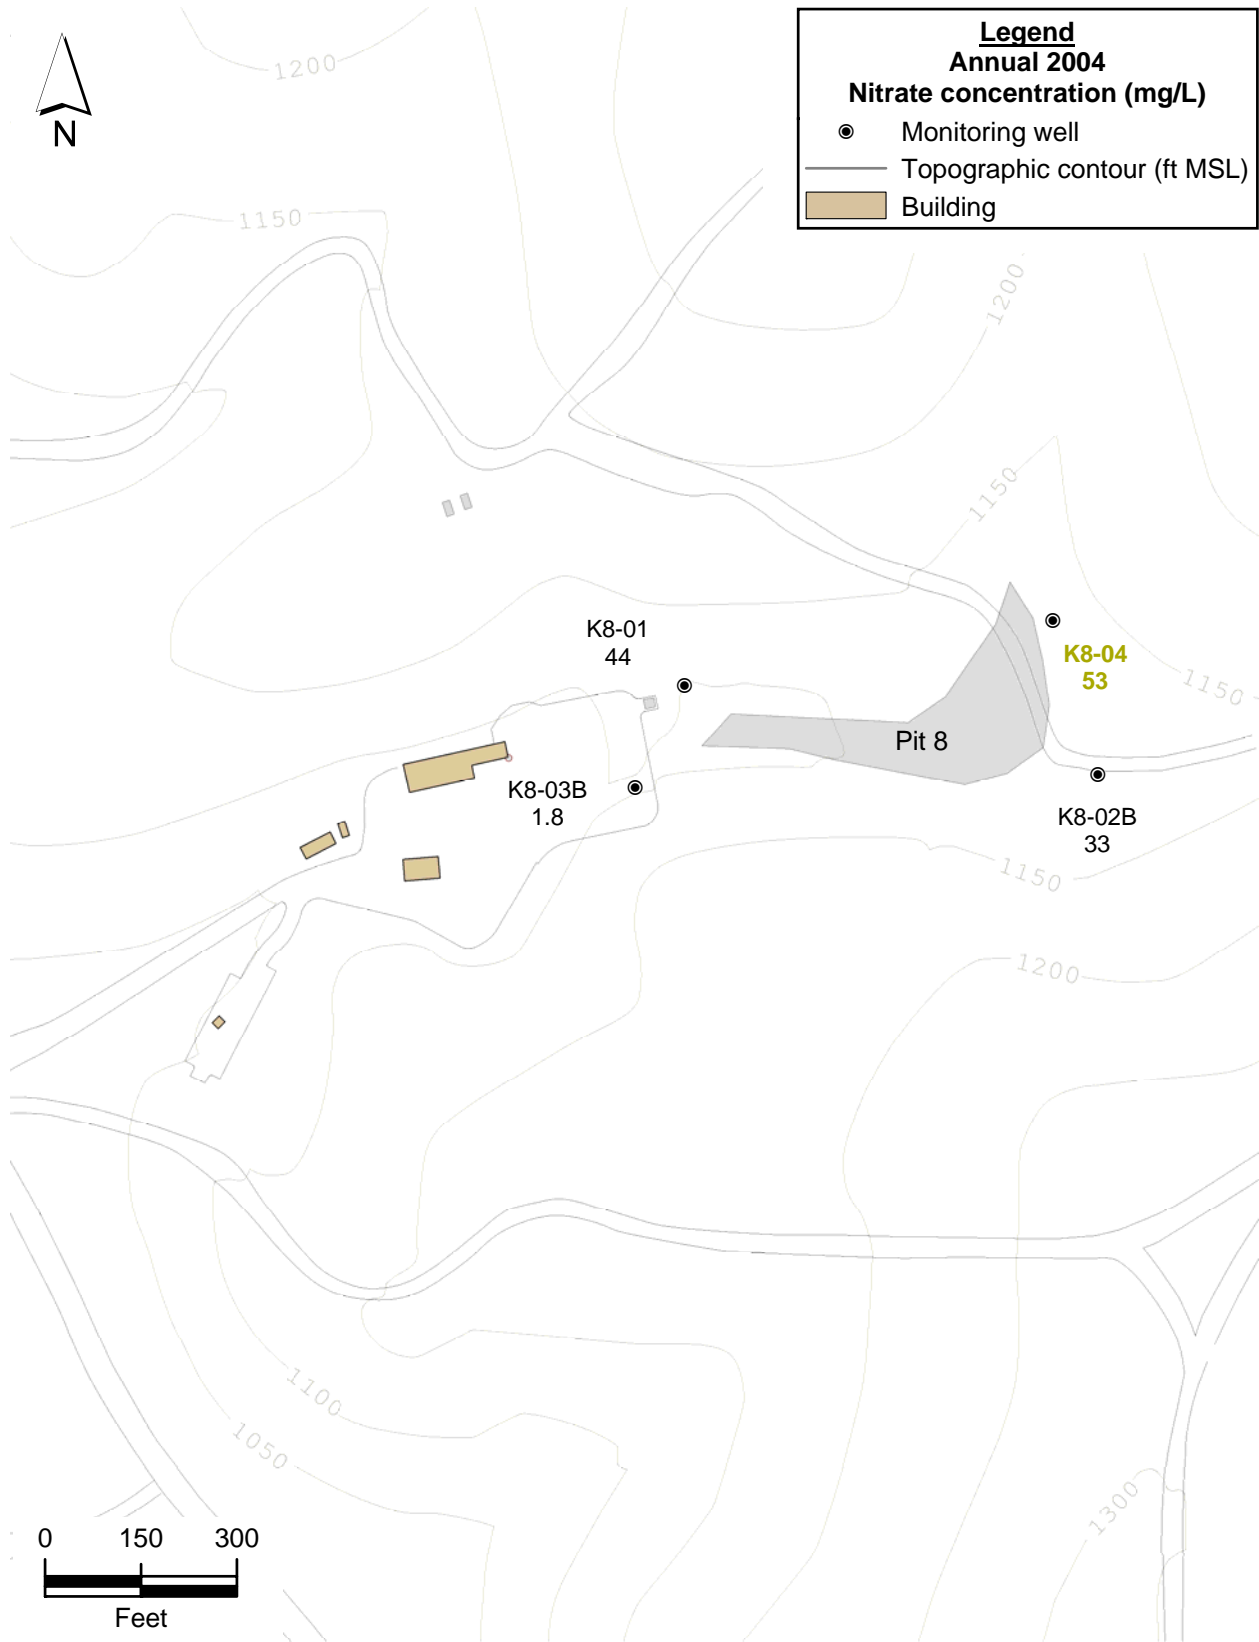 Legend
Annual 2004
Nitrate concentration (mg/L)
Monitoring well
Topographic contour (ft MSL)
Building
N
1200
1150
1200
1150
K8-01
44
K8-04
53
1150
Pit 8
K8-03B
1.8
K8-02B
33
1150
1200
1100
1050
1300
0 150 300
Feet